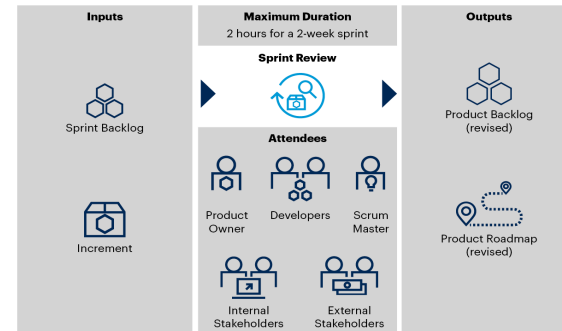 Inputs
Sprint Backlog
Increment
Maximum Duration
2 hours for a 2-week sprint
Sprint Review
Attendees
Product
Owner
Developers
Scrum
Master
Internal
Stakeholders
External
Stakeholders
Outputs
Product Backlog
(revised)
Product Roadmap
(revised)